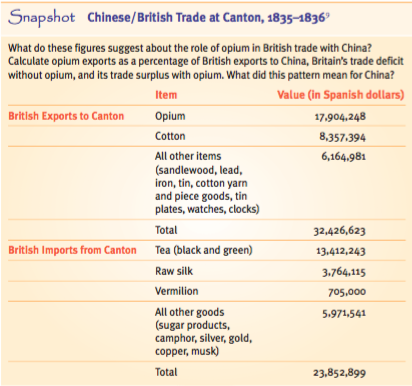 Snapshot Chinese/British Trade at Canton, 1835–1836⁹
What do these figures suggest about the role of opium in British trade with China?
Calculate opium exports as a percentage of British exports to China, Britain's trade deficit
without opium, and its trade surplus with opium. What did this pattern mean for China?
Item Value (in Spanish dollars)
British Exports to Canton Opium 17,904,248
Cotton 8,357,394
All other items 6,164,981
(sandlewood, lead,
iron, tin, cotton yarn
and piece goods, tin
plates, watches, clocks)
Total 32,426,623
British Imports from Canton Tea (black and green) 13,412,243
Raw silk 3,764,115
Vermilion 705,000
All other goods 5,971,541
(sugar products,
camphor, silver, gold,
copper, musk)
Total 23,852,899